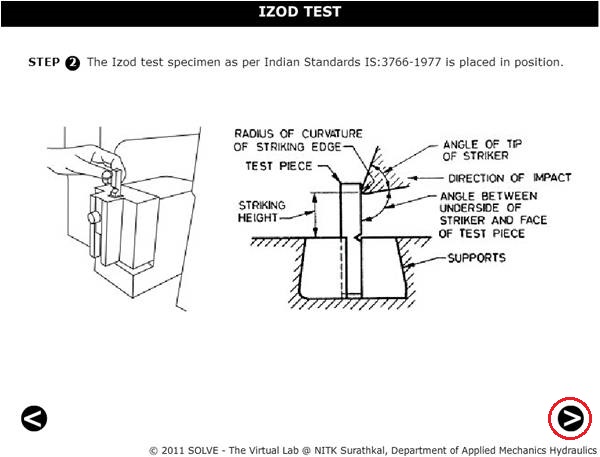 IZOD TEST
STEP 2 The Izod test specimen as per Indian Standards IS:3766-1977 is placed in position.
RADIUS OF CURVATURE
OF STRIKING EDGE
TEST PIECE
STRIKING
HEIGHT
ANGLE OF TIP
OF STRIKER
DIRECTION OF IMPACT
ANGLE BETWEEN
UNDERSIDE OF
STRIKER AND FACE
OF TEST PIECE
SUPPORTS
© 2011 SOLVE - The Virtual Lab @ NITK Surathkal, Department of Applied Mechanics Hydraulics